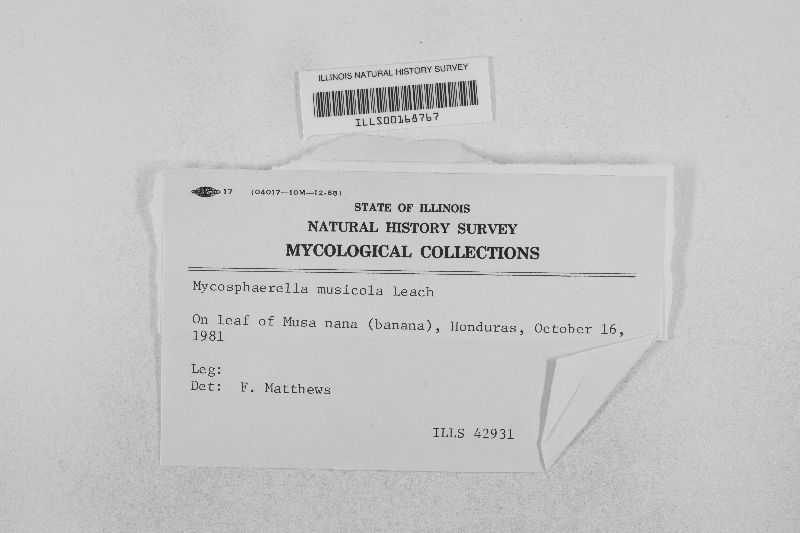 ILLINOIS NATURAL HISTORY SURVEY
ILLS00168767
17 (04017—10M—12-68)
STATE OF ILLINOIS
NATURAL HISTORY SURVEY
MYCOLOGICAL COLLECTIONS
Mycosphaerella musicola Leach
On leaf of Musa nana (banana), Honduras, October 16,
1981
Leg:
Det: F. Matthews
ILLS 42931